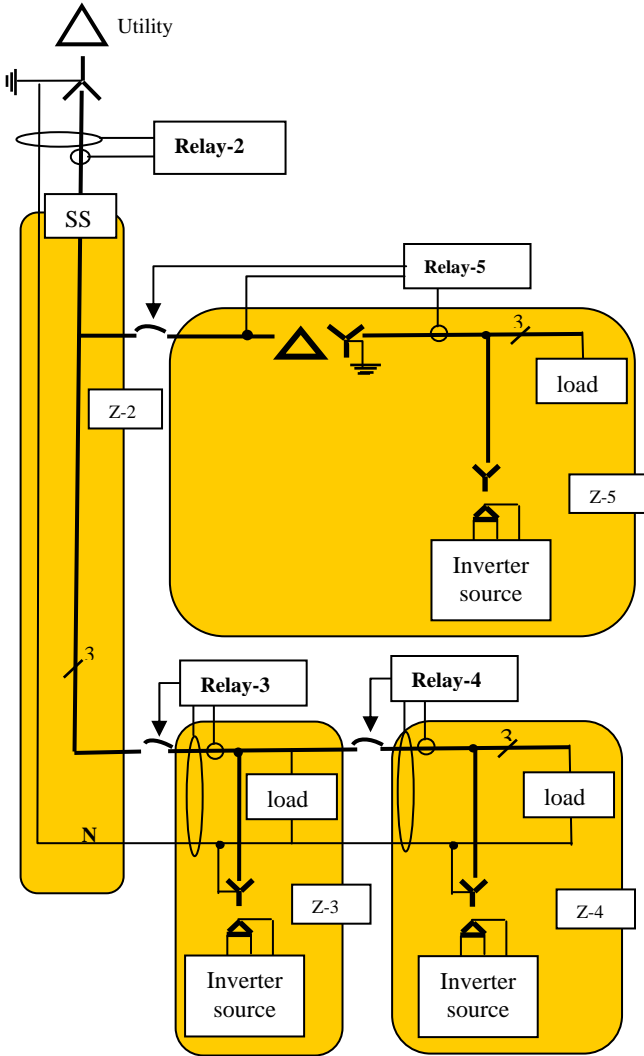 Utility
Relay-2
SS
Relay-5
3
load
Z-2
Z-5
Inverter
source
3
Relay-3
Relay-4
3
load
load
N
Z-3
Z-4
Inverter
source
Inverter
source